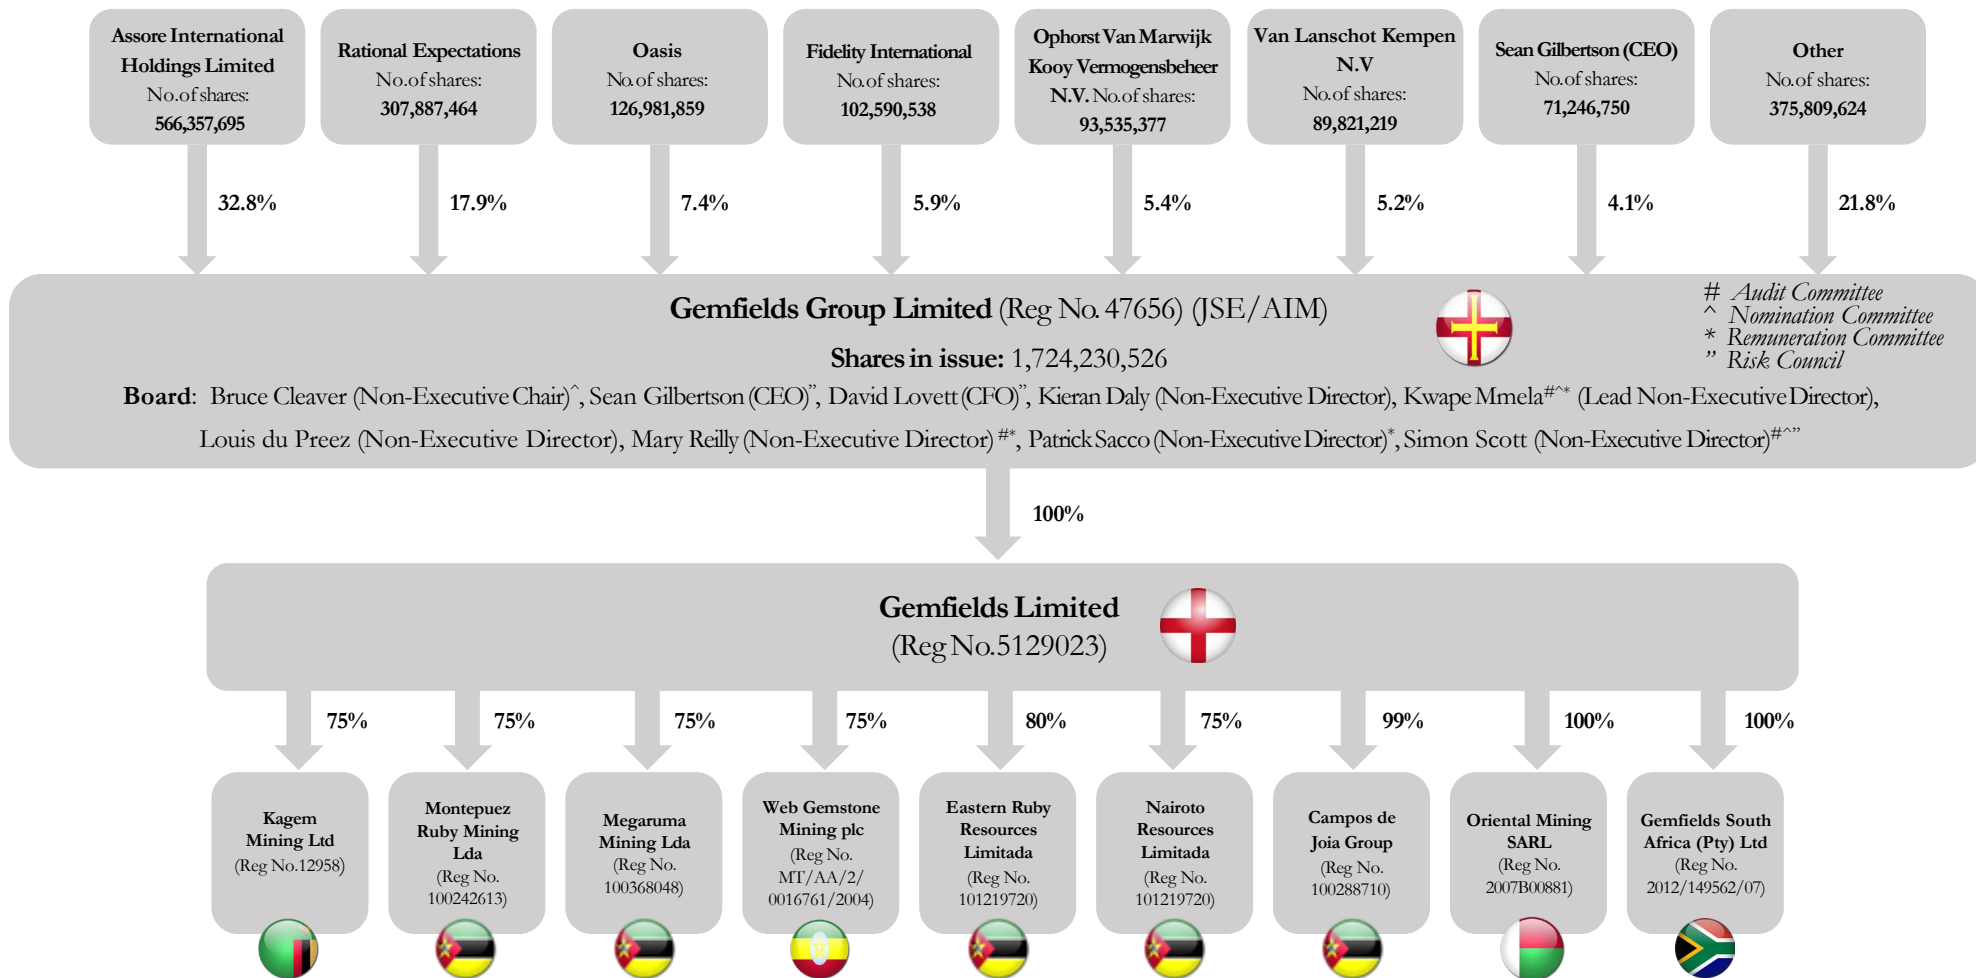 Assore International
Holdings Limited
No.of shares:
566,357,695
Rational Expectations
No.of shares:
307,887,464
Oasis
No.of shares:
126,981,859
Fidelity International
No.of shares:
102,590,538
Ophorst Van Marwijk
Kooy Vermogensbeheer
N.V. No.of shares:
93,535,377
Van Lanschot Kempen
N.V
No.of shares:
89,821,219
Sean Gilbertson (CEO)
No.of shares:
71,246,750
Other
No.of shares:
375,809,624
32.8%
17.9%
7.4%
5.9%
5.4%
5.2%
4.1%
21.8%
Gemfields Group Limited (Reg No. 47656) (JSE/AIM)
Shares in issue: 1,724,230,526
# Audit Committee
^ Nomination Committee
* Remuneration Committee
” Risk Council
Board: Bruce Cleaver (Non-Executive Chair)^, Sean Gilbertson (CEO)”, David Lovett (CFO)”, Kieran Daly (Non-Executive Director), Kwape Mmela#^* (Lead Non-Executive Director),
Louis du Preez (Non-Executive Director), Mary Reilly (Non-Executive Director) #*, Patrick Sacco (Non-Executive Director)*, Simon Scott (Non-Executive Director)#^”
100%
Gemfields Limited
(Reg No.5129023)
75%
75%
75%
75%
80%
75%
99%
100%
100%
Kagem
Mining Ltd
(Reg No.12958)
Montepuez
Ruby Mining
Lda
(Reg No.
100242613)
Megaruma
Mining Lda
(Reg No.
100368048)
Web Gemstone
Mining plc
(Reg No.
MT/AA/2/
0016761/2004)
Eastern Ruby
Resources
Limitada
(Reg No.
101219720)
Nairoto
Resources
Limitada
(Reg No.
101219720)
Campos de
Joia Group
(Reg No.
100288710)
Oriental Mining
SARL
(Reg No.
2007B00881)
Gemfields South
Africa (Pty) Ltd
(Reg No.
2012/149562/07)